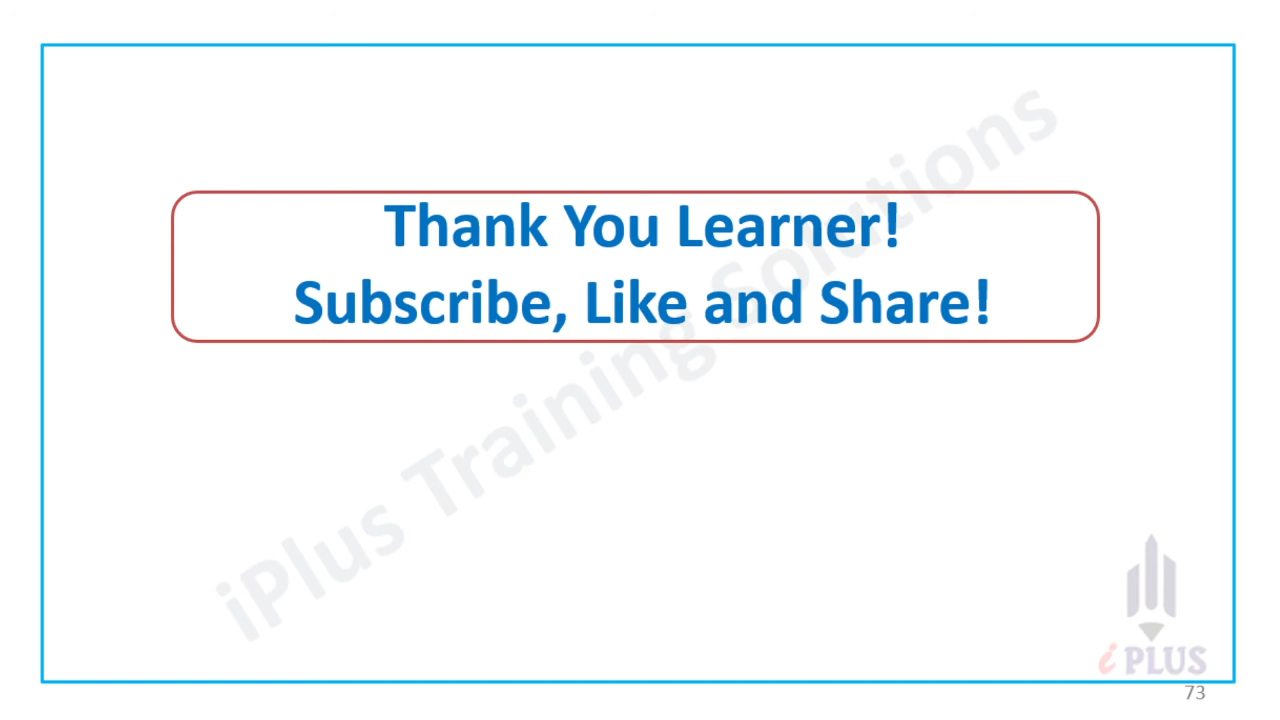 Thank You Learner!
Subscribe, Like and Share!
iPlus Training Solutions
i PLUS
73